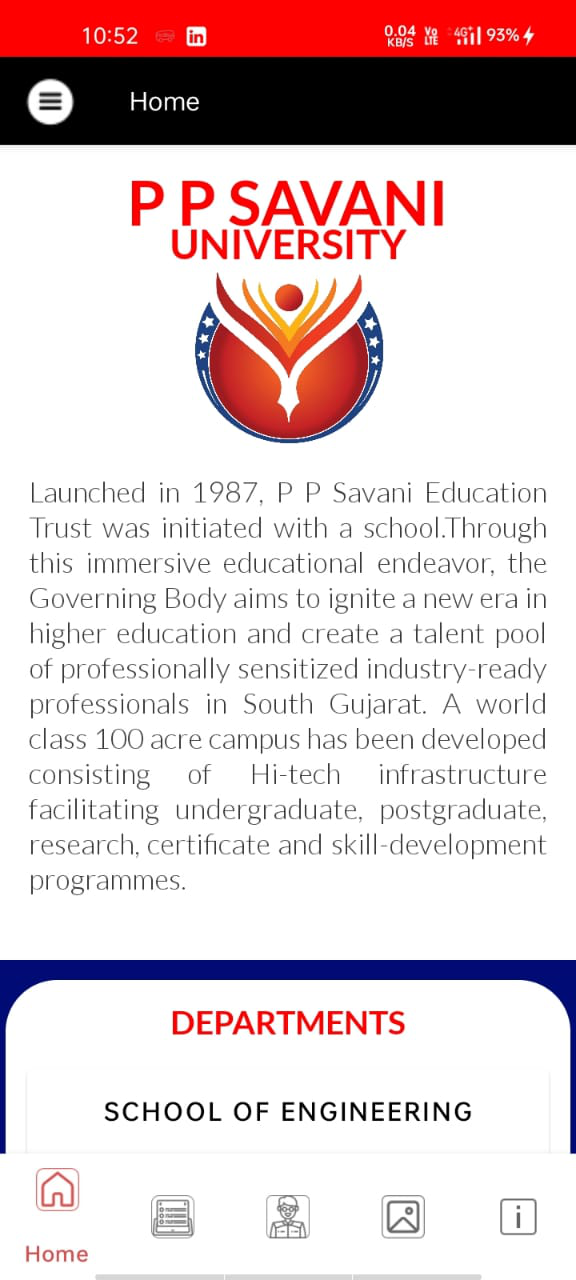 10:52 in 0.04 KB/S Vo LTE 4G+ 93%
Home
P P SAVANI
UNIVERSITY
Launched in 1987, P P Savani Education
Trust was initiated with a school.Through
this immersive educational endeavor, the
Governing Body aims to ignite a new era in
higher education and create a talent pool
of professionally sensitized industry-ready
professionals in South Gujarat. A world
class 100 acre campus has been developed
consisting of Hi-tech infrastructure
facilitating undergraduate, postgraduate,
research, certificate and skill-development
programmes.
DEPARTMENTS
SCHOOL OF ENGINEERING
i
Home